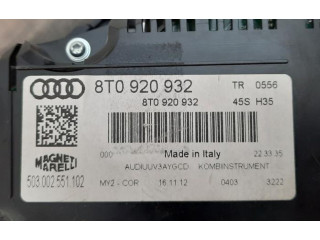 8T0 920 932
TR 0556
8T0 920 932
45S H35
MAGNETI
MARELLI
503.002.551.102
000
Made in Italy
22.33.35
AUDIUUV3AYGCD KOMBIINSTRUMENT
MY2 - COR
16.11.12
0403
3222